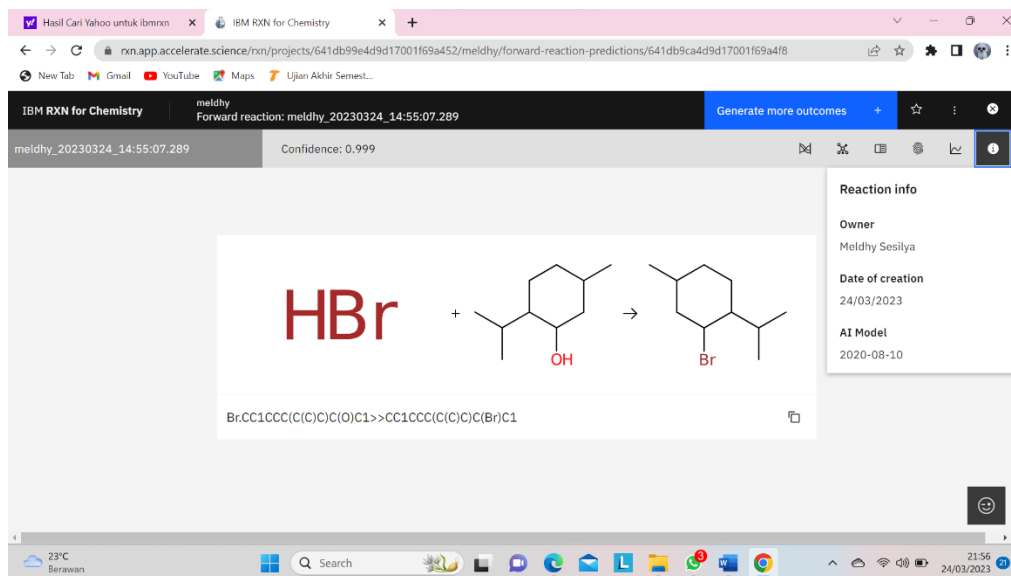 Hasil Cari Yahoo untuk ibmrxn
IBM RXN for Chemistry
rxn.app.accelerate.science/rxn/projects/641db99e4d9d17001f69a452/meldhy/forward-reaction-predictions/641db9ca4d9d17001f69a4f8
New Tab
Gmail
YouTube
Maps
Ujian Akhir Semest...
IBM RXN for Chemistry
meldhy
Forward reaction: meldhy_20230324_14:55:07.289
Generate more outcomes +
meldhy_20230324_14:55:07.289
Confidence: 0.999
Reaction info
Owner
Meldhy Sesilya
Date of creation
24/03/2023
AI Model
2020-08-10
HBr
+
OH
→
Br
Br.CC1CCC(C(C)C)C(O)C1>>CC1CCC(C(C)C)C(Br)C1
23°C
Berawan
Search
3
21:56
24/03/2023
21